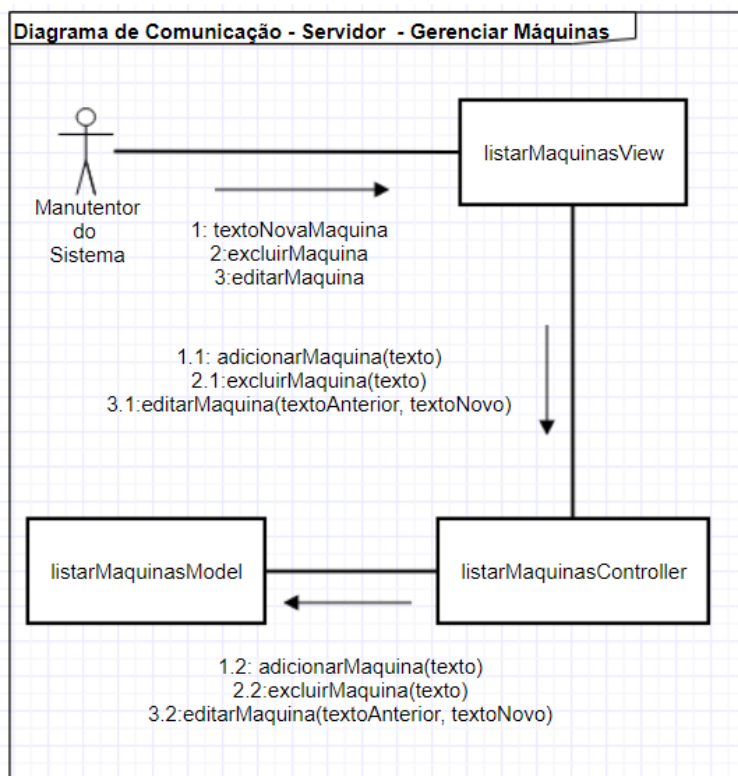 Diagrama de Comunicação - Servidor - Gerenciar Máquinas
listarMaquinasView
Manutentor
do
Sistema
1: textoNovaMaquina
2:excluirMaquina
3:editarMaquina
1.1: adicionarMaquina(texto)
2.1:excluirMaquina(texto)
3.1:editarMaquina(textoAnterior, textoNovo)
listarMaquinasModel
listarMaquinasController
1.2: adicionarMaquina(texto)
2.2:excluirMaquina(texto)
3.2:editarMaquina(textoAnterior, textoNovo)